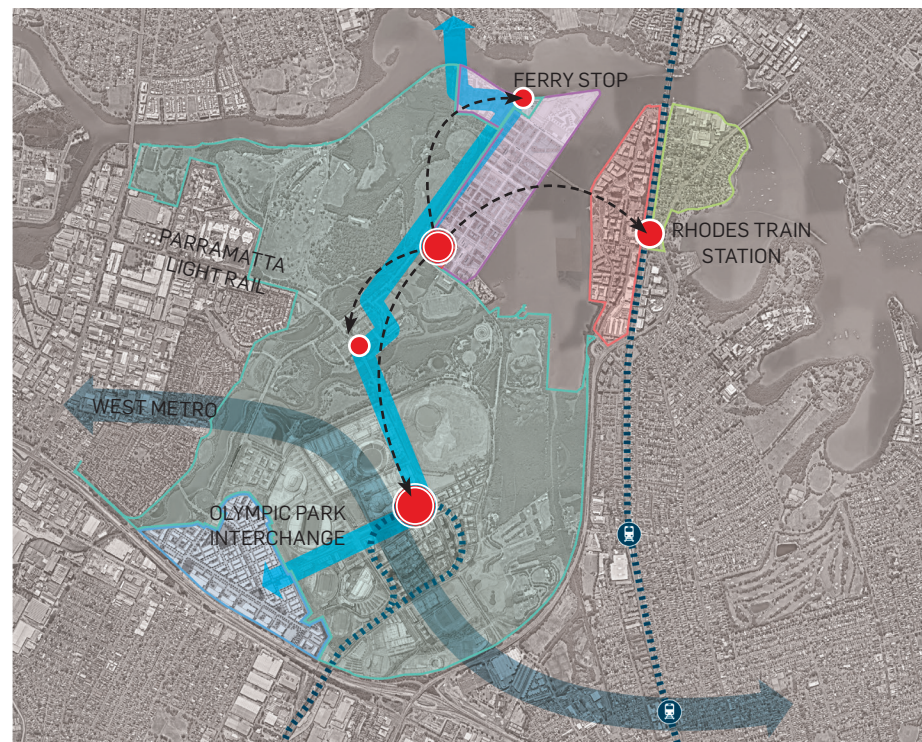 FERRY STOP
RHODES TRAIN
STATION
PARRAMATTA
LIGHT RAIL
WEST METRO
OLYMPIC PARK
INTERCHANGE